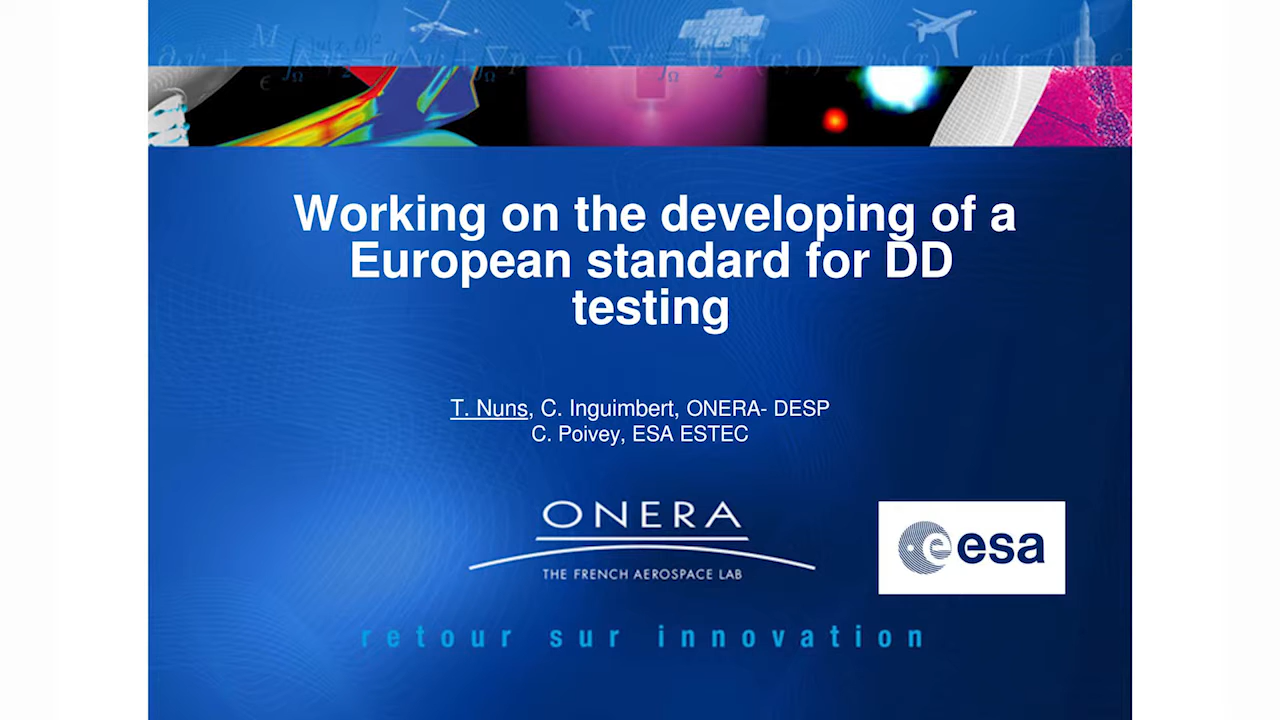 Working on the developing of a
European standard for DD
testing
T. Nuns, C. Inguimbert, ONERA- DESP
C. Poivey, ESA ESTEC
ONERA
THE FRENCH AEROSPACE LAB
esa
retour sur innovation